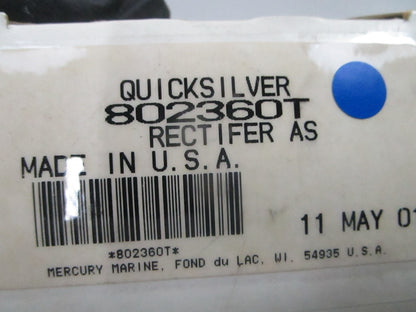 QUICKSILVER
802360T
RECTIFER AS
MADE IN U.S.A.
11 MAY 01
*802360T*
MERCURY MARINE, FOND du LAC, WI. 54935 U.S.A.